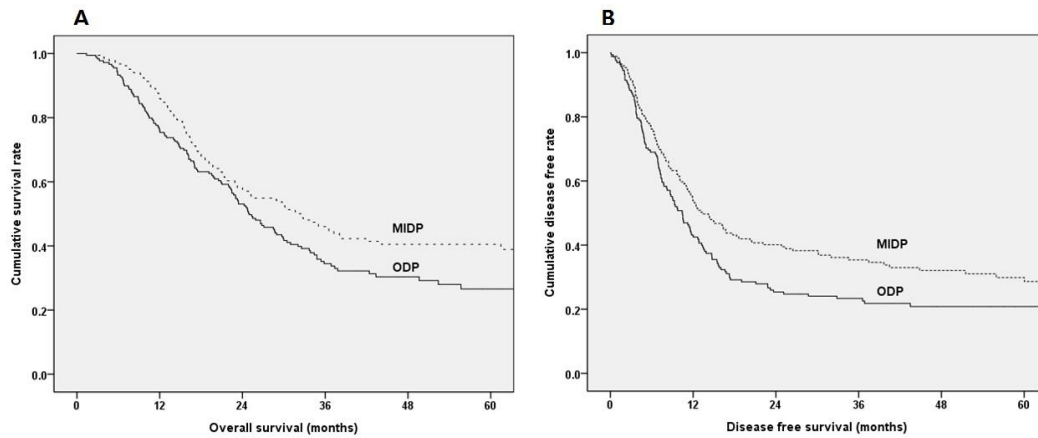 A
Cumulative survival rate
1.0
0.8
0.6
0.4
0.2
0.0
MIDP
ODP
0 12 24 36 48 60
Overall survival (months)
B
Cumulative disease free rate
1.0
0.8
0.6
0.4
0.2
0.0
MIDP
ODP
0 12 24 36 48 60
Disease free survival (months)